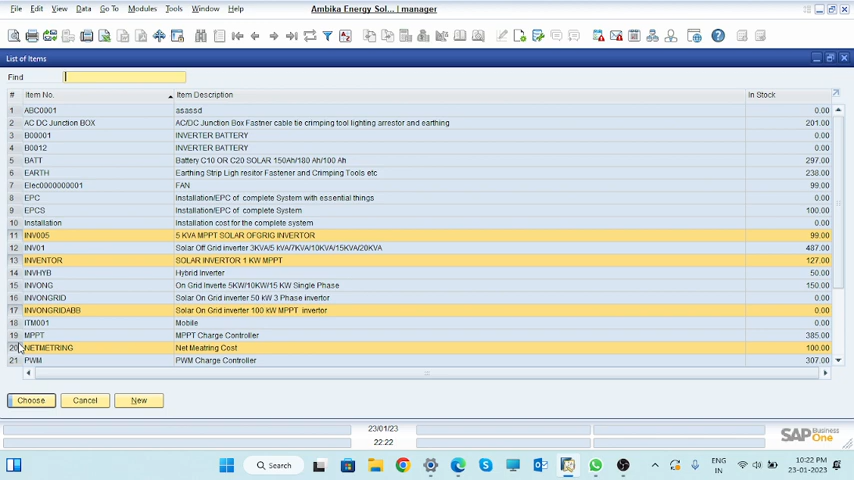 File Edit View Data Go To Modules Tools Window Help Ambika Energy Sol... l manager
List of Items
Find
# Item No. Item Description In Stock
1 ABC0001 asassd 0.00
2 AC DC Junction BOX AC/DC Junction Box Fastner cable tie crimping tool lighting arrestor and earthing 201.00
3 B00001 INVERTER BATTERY 0.00
4 B0012 INVERTER BATTERY 0.00
5 BATT Battery C10 OR C20 SOLAR 150Ah/180 Ah/100 Ah 297.00
6 EARTH Earthing Strip Ligh resitor Fastener and Crimping Tools etc 238.00
7 Elec0000000001 FAN 99.00
8 EPC Installation/EPC of complete System with essential things 0.00
9 EPCS Installation/EPC of complete System 100.00
10 Installation Installation cost for the complete system 0.00
11 INV005 5 KVA MPPT SOLAR OFGRIG INVERTOR 99.00
12 INV01 Solar Off Grid inverter 3KVA/5 kVA/7KVA/10KVA/15KVA/20KVA 487.00
13 INVENTOR SOLAR INVERTOR 1 KW MPPT 127.00
14 INVHYB Hybrid Inverter 50.00
15 INVONG On Grid Inverte 5KW/10KW/15 KW Single Phase 150.00
16 INVONGRID Solar On Grid invertor 50 kW 3 Phase invertor 0.00
17 INVONGRIDABB Solar On Grid invertor 100 kW MPPT invertor 0.00
18 ITM001 Mobile 0.00
19 MPPT MPPT Charge Controller 385.00
20 NETMETRING Net Meatring Cost 100.00
21 PWM PWM Charge Controller 307.00
Choose Cancel New
23/01/23
22:22
SAP Business One
Search
ENG
IN
10:22 PM
23-01-2023